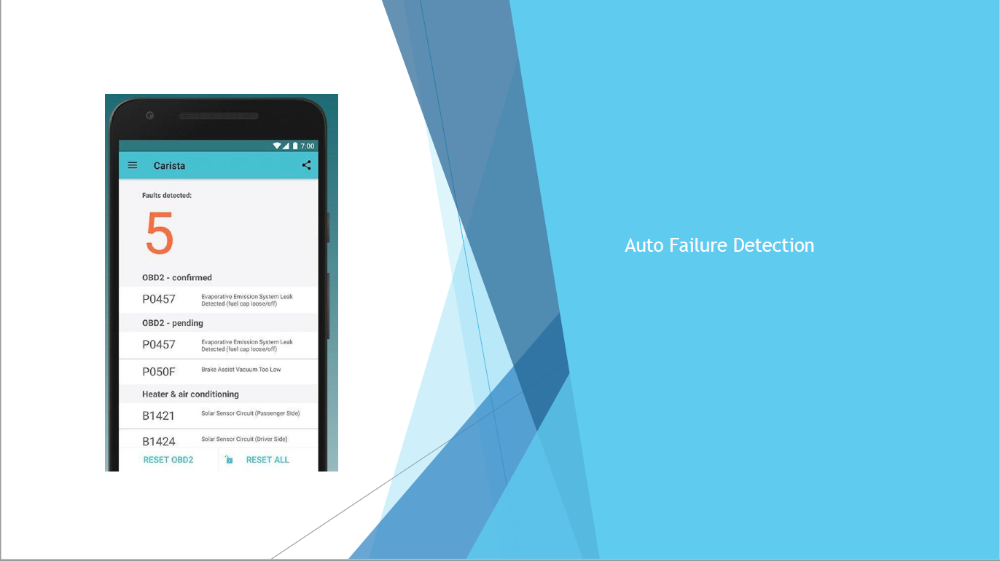 7:00
Carista
Faults detected:
5
OBD2 - confirmed
P0457
Evaporative Emission System Leak
Detected (fuel cap loose/off)
OBD2 - pending
P0457
Evaporative Emission System Leak
Detected (fuel cap loose/off)
P050F
Brake Assist Vacuum Too Low
Heater & air conditioning
B1421
Solar Sensor Circuit (Passenger Side)
B1424
Solar Sensor Circuit (Driver Side)
RESET OBD2
RESET ALL
Auto Failure Detection